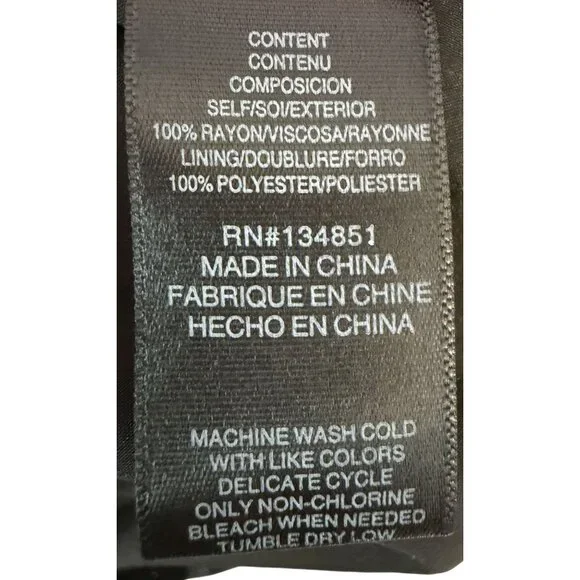 CONTENT
CONTENU
COMPOSICION
SELF/SOI/EXTERIOR
100% RAYON/VISCOSA/RAYONNE
LINING/DOUBLURE/FORRO
100% POLYESTER/POLIESTER
RN#134851
MADE IN CHINA
FABRIQUE EN CHINE
HECHO EN CHINA
MACHINE WASH COLD
WITH LIKE COLORS
DELICATE CYCLE
ONLY NON-CHLORINE
BLEACH WHEN NEEDED
TUMBLE DRY LOW